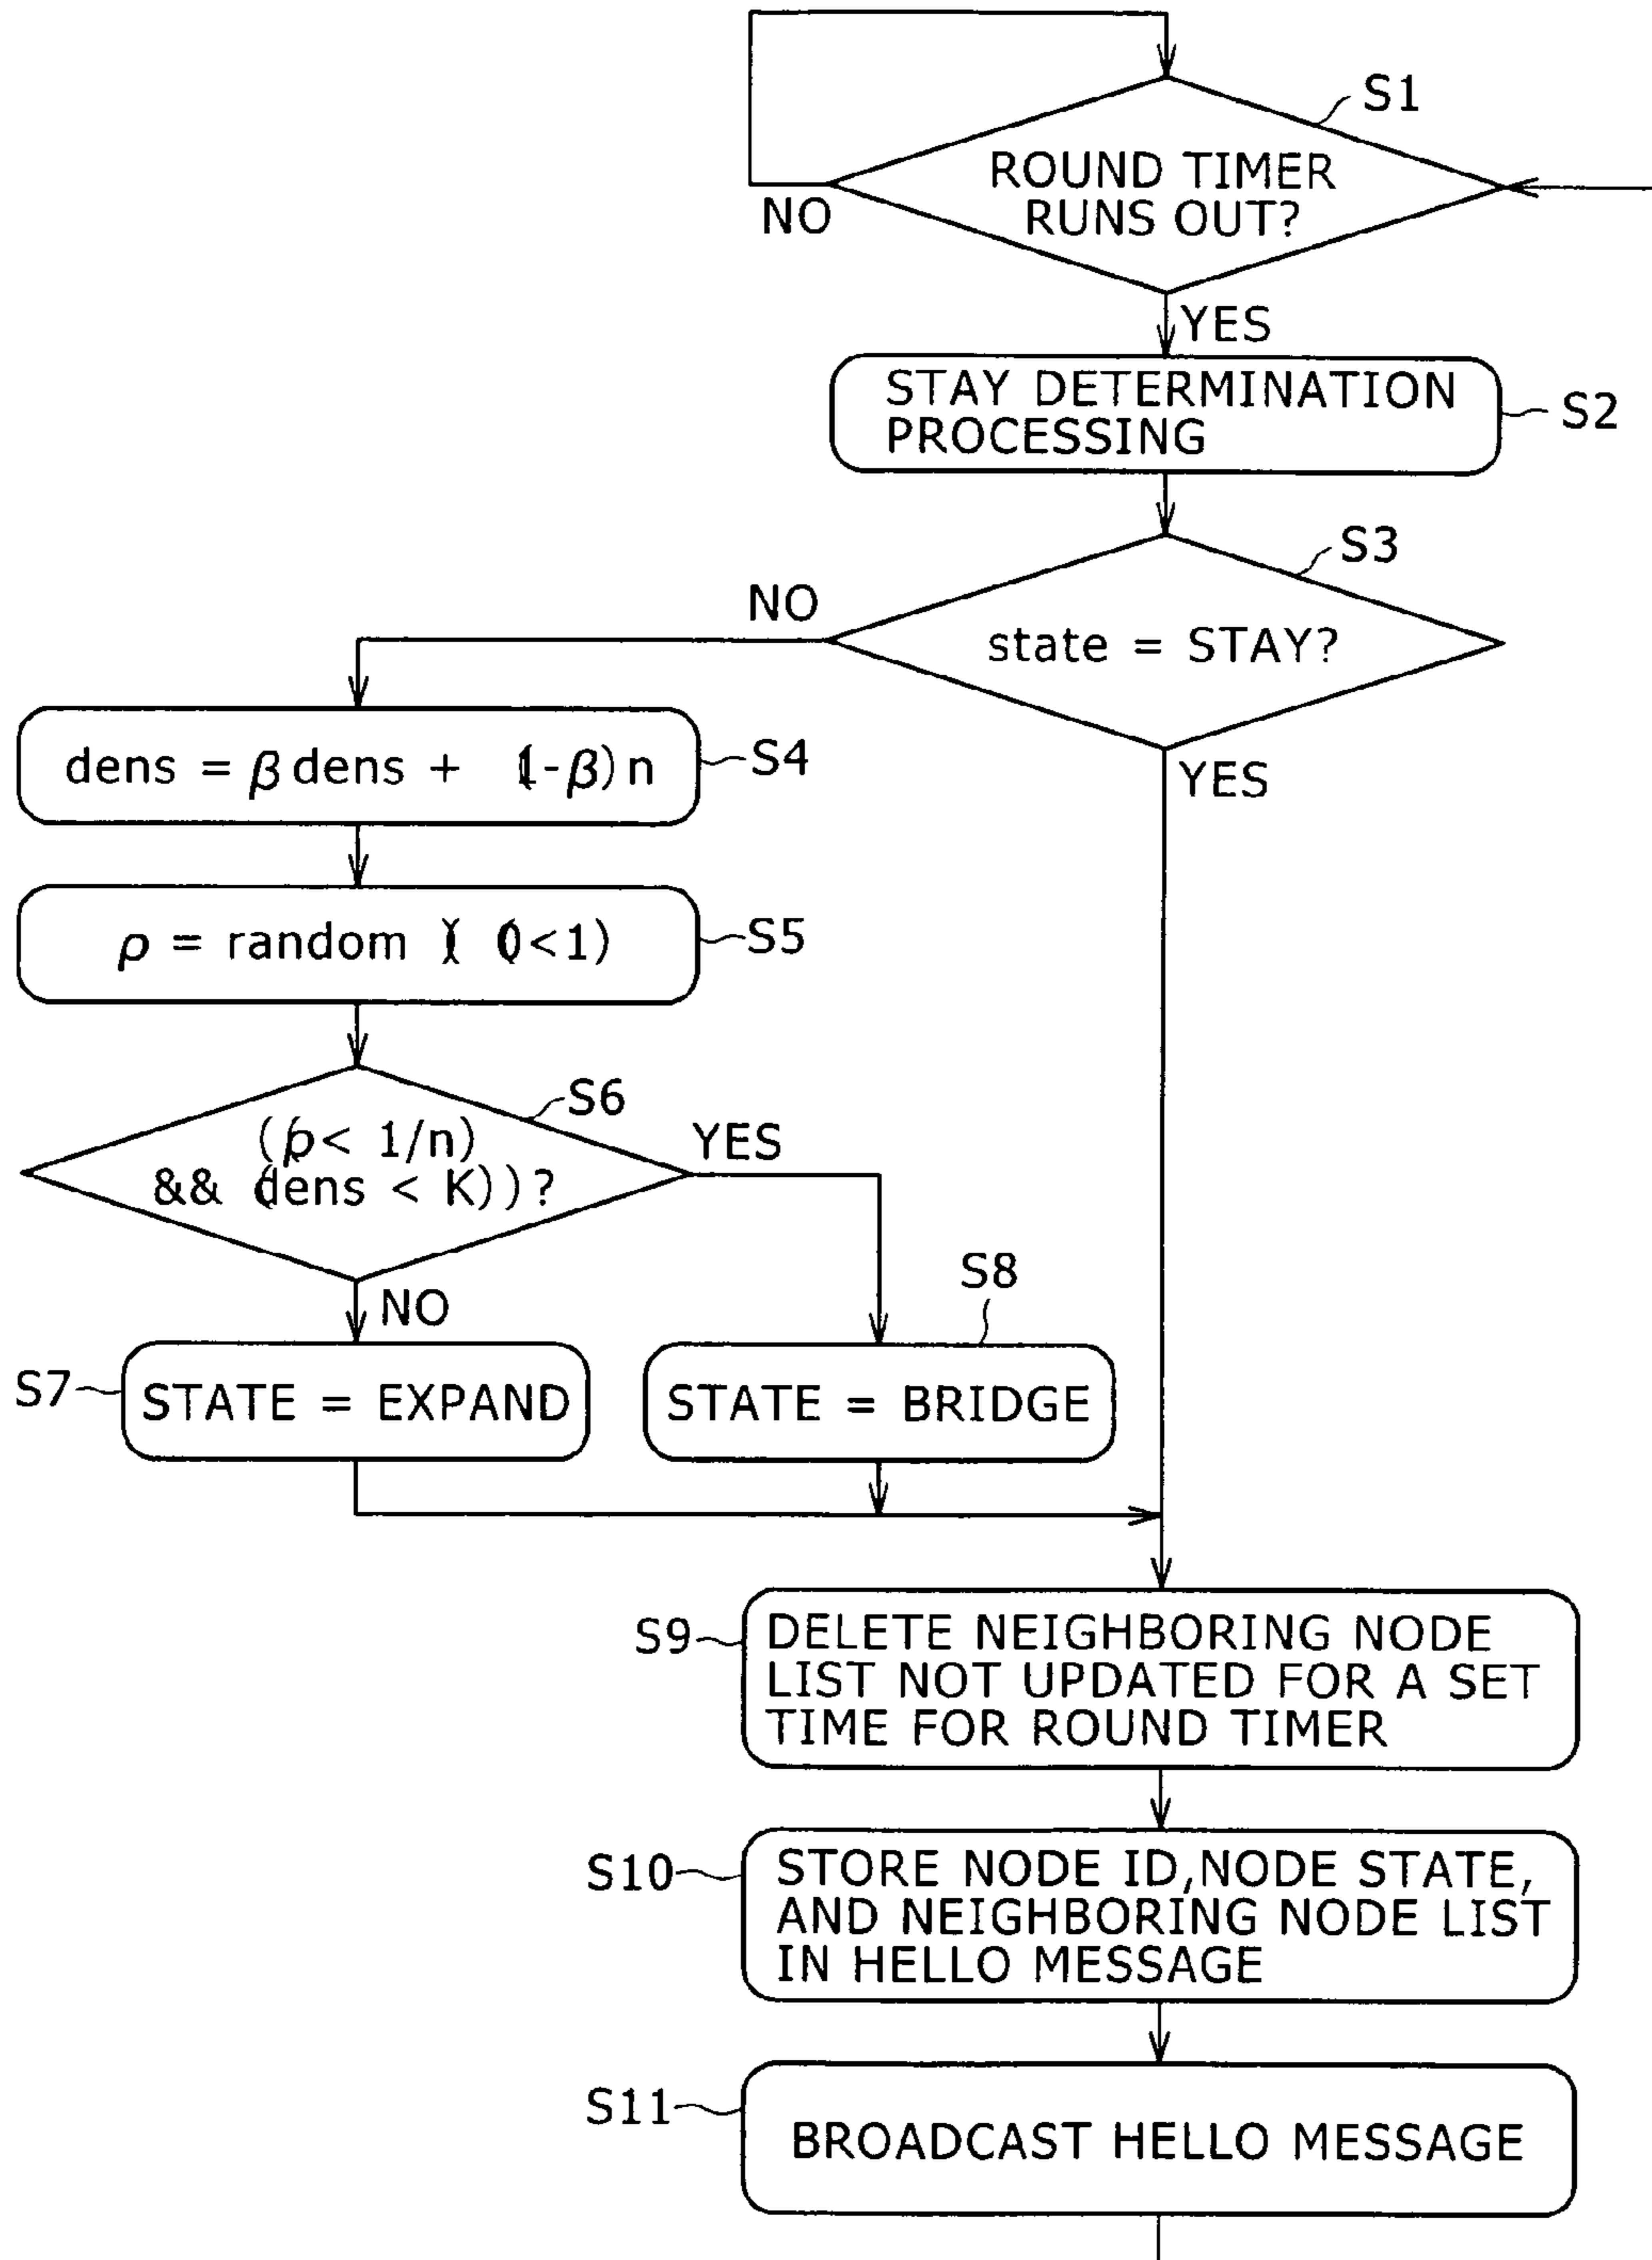 S1
ROUND TIMER
RUNS OUT?
NO
YES
STAY DETERMINATION
PROCESSING
S2
S3
NO
state = STAY?
YES
dens = β dens + (1-β)n
S4
ρ = random () (0<1)
S5
S6
((ρ< 1/n)
&& (dens < K))?
YES
NO
S8
S7
STATE = EXPAND
STATE = BRIDGE
S9
DELETE NEIGHBORING NODE
LIST NOT UPDATED FOR A SET
TIME FOR ROUND TIMER
S10
STORE NODE ID,NODE STATE,
AND NEIGHBORING NODE LIST
IN HELLO MESSAGE
S11
BROADCAST HELLO MESSAGE